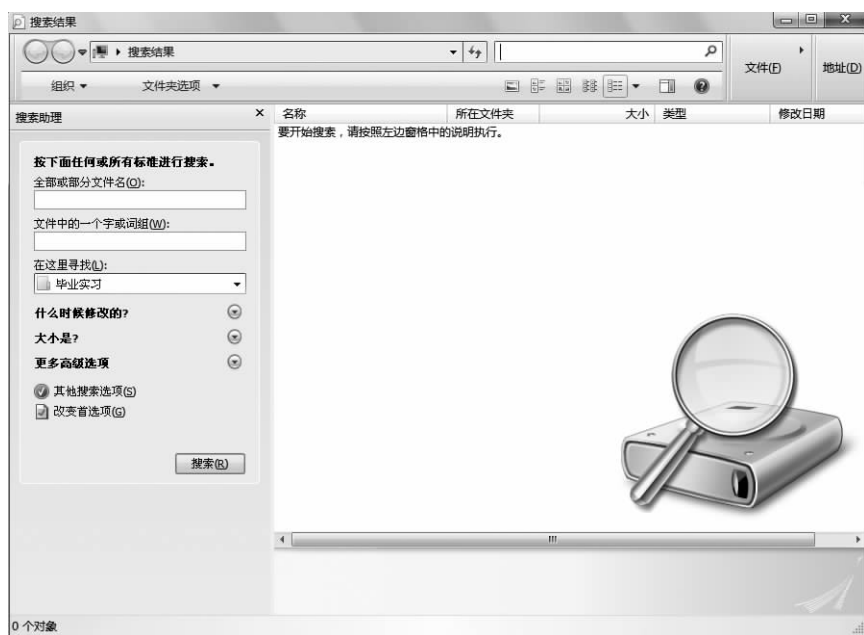 搜索结果
搜索结果
文件(F)
地址(D)
组织
文件夹选项
搜索助理
按下面任何或所有标准进行搜索。
全部或部分文件名(O):
文件中的一个字或词组(W):
在这里寻找(L):
毕业实习
什么时候修改的?
大小是?
更多高级选项
其他搜索选项(S)
改变首选项(G)
搜索(R)
名称 所在文件夹 大小 类型 修改日期
要开始搜索，请按照左边窗格中的说明执行。
0 个对象